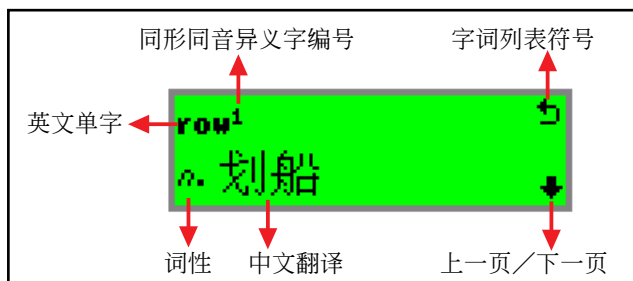 同形同音异义字编号 字词列表符号
英文单字 row¹
n. 划船
词性 中文翻译 上一页／下一页